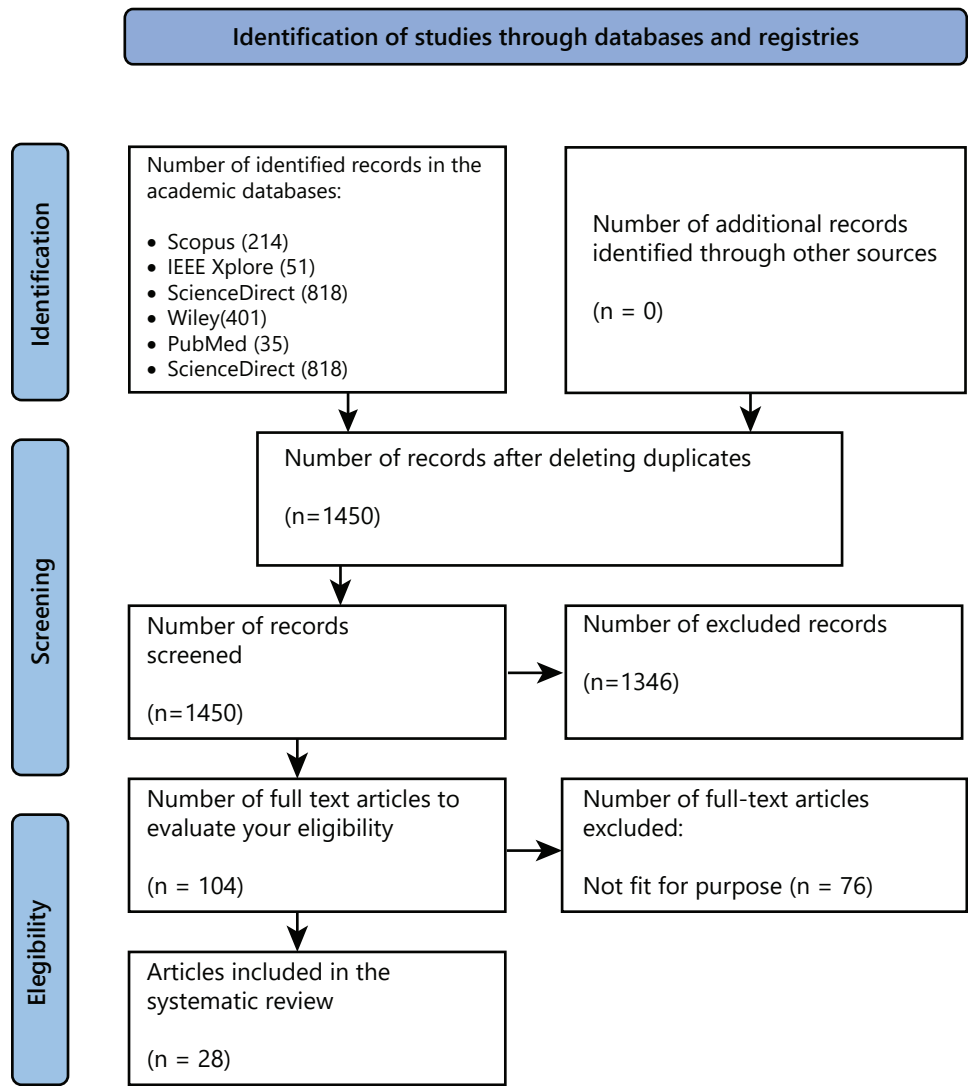 Identification of studies through databases and registries
Identification
Number of identified records in the
academic databases:
• Scopus (214)
• IEEE Xplore (51)
• ScienceDirect (818)
• Wiley(401)
• PubMed (35)
• ScienceDirect (818)
Number of additional records
identified through other sources
(n = 0)
Screening
Number of records after deleting duplicates
(n=1450)
Number of records
screened
(n=1450)
Number of excluded records
(n=1346)
Elegibility
Number of full text articles to
evaluate your eligibility
(n = 104)
Number of full-text articles
excluded:
Not fit for purpose (n = 76)
Articles included in the
systematic review
(n = 28)